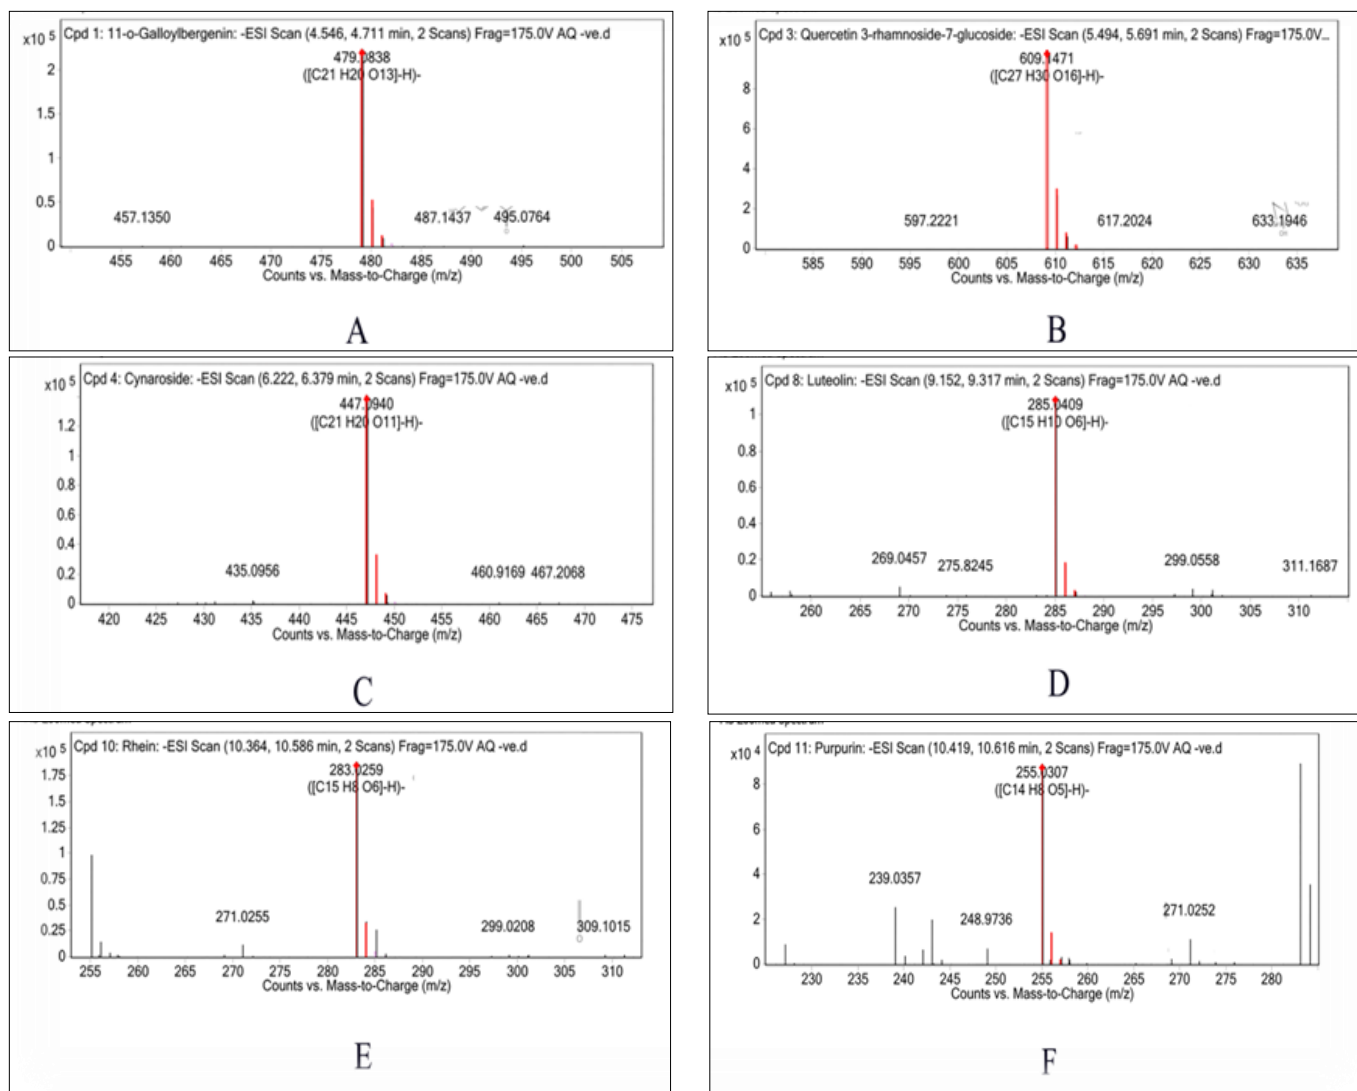 Cpd 1: 11-o-Galloylbergenin: -ESI Scan (4.546, 4.711 min, 2 Scans) Frag=175.0V AQ -ve.d
x10 5
479.0838
([C21 H20 O13]-H)-
2
1.5
1
0.5
0
457.1350 487.1437 495.0764
455 460 465 470 475 480 485 490 495 500 505
Counts vs. Mass-to-Charge (m/z)
A
Cpd 3: Quercetin 3-rhamnoside-7-glucoside: -ESI Scan (5.494, 5.691 min, 2 Scans) Frag=175.0V...
x10 5
609.1471
([C27 H30 O16]-H)-
8
6
4
2
0
597.2221 617.2024 633.1946
585 590 595 600 605 610 615 620 625 630 635
Counts vs. Mass-to-Charge (m/z)
B
Cpd 4: Cynaroside: -ESI Scan (6.222, 6.379 min, 2 Scans) Frag=175.0V AQ -ve.d
x10 5
447.0940
([C21 H20 O11]-H)-
1.2
1
0.8
0.6
0.4
0.2
0
435.0956 460.9169 467.2068
420 425 430 435 440 445 450 455 460 465 470 475
Counts vs. Mass-to-Charge (m/z)
C
Cpd 8: Luteolin: -ESI Scan (9.152, 9.317 min, 2 Scans) Frag=175.0V AQ -ve.d
x10 5
285.0409
([C15 H10 O6]-H)-
1
0.8
0.6
0.4
0.2
0
269.0457 275.8245 299.0558 311.1687
260 265 270 275 280 285 290 295 300 305 310
Counts vs. Mass-to-Charge (m/z)
D
Cpd 10: Rhein: -ESI Scan (10.364, 10.586 min, 2 Scans) Frag=175.0V AQ -ve.d
x10 5
283.0259
([C15 H8 O6]-H)-
1.75
1.5
1.25
1
0.75
0.5
0.25
0
271.0255 299.0208 309.1015
255 260 265 270 275 280 285 290 295 300 305 310
Counts vs. Mass-to-Charge (m/z)
E
Cpd 11: Purpurin: -ESI Scan (10.419, 10.616 min, 2 Scans) Frag=175.0V AQ -ve.d
x10 4
255.0307
([C14 H8 O5]-H)-
8
6
4
2
0
239.0357 248.9736 271.0252
230 235 240 245 250 255 260 265 270 275 280
Counts vs. Mass-to-Charge (m/z)
F